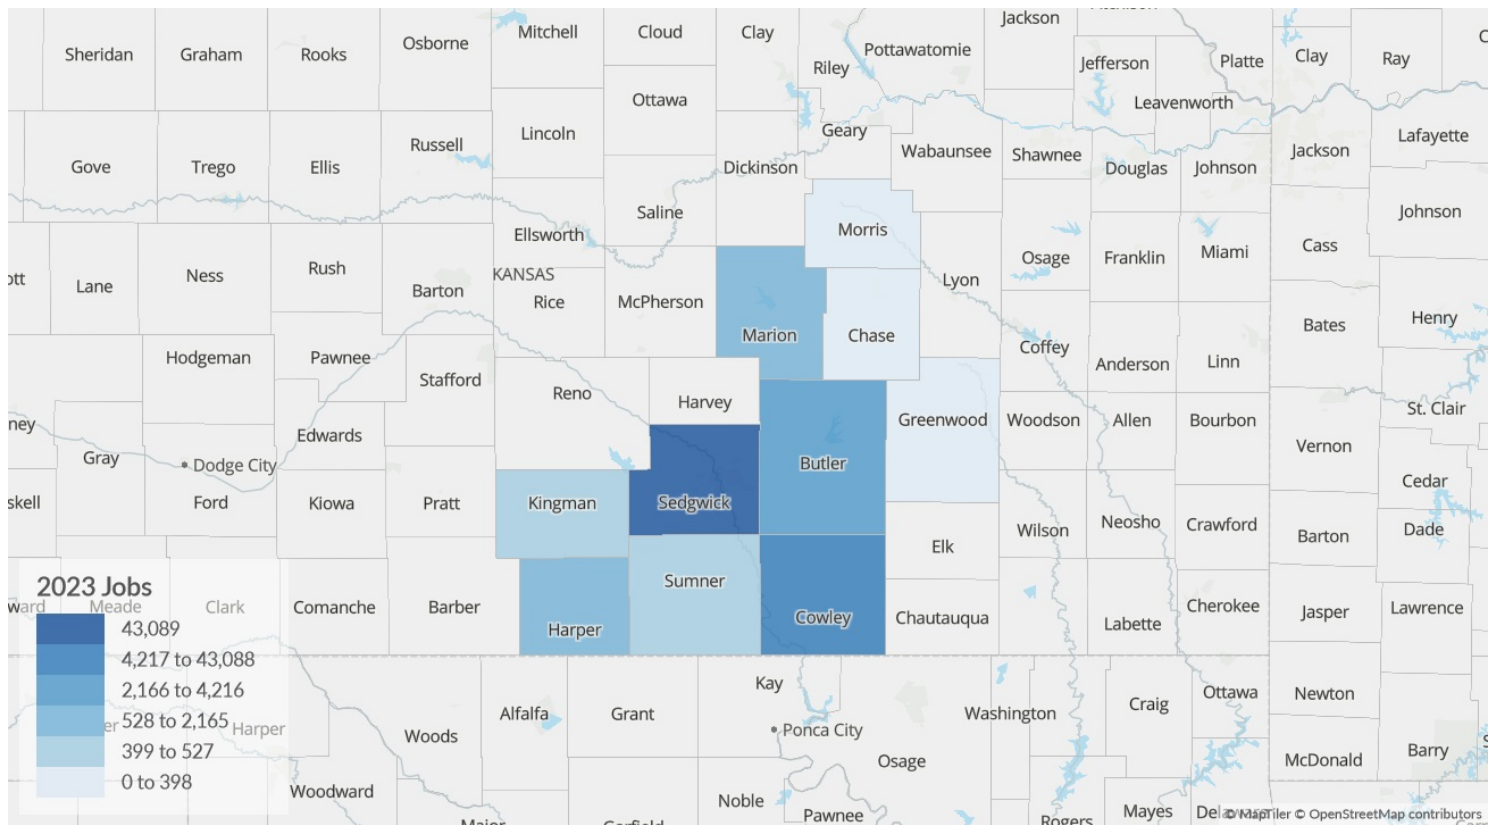 Jackson
Sheridan
Graham
Rooks
Osborne
Mitchell
Cloud
Clay
Riley
Pottawatomie
Jefferson
Platte
Clay
Ray
Ottawa
Leavenworth
Lincoln
Geary
Lafayette
Gove
Trego
Ellis
Russell
Dickinson
Wabaunsee
Shawnee
Douglas
Johnson
Jackson
Saline
Johnson
Ellsworth
Morris
Cass
KANSAS
Lane
Ness
Rush
Barton
Rice
McPherson
Lyon
Osage
Franklin
Miami
Marion
Chase
Bates
Henry
Hodgeman
Pawnee
Stafford
Coffey
Anderson
Linn
Reno
Harvey
Greenwood
Woodson
Allen
Bourbon
St. Clair
Edwards
Vernon
Gray
Dodge City
Butler
Cedar
Ford
Kiowa
Pratt
Kingman
Sedgwick
Wilson
Neosho
Crawford
Barton
Dade
Elk
Sumner
Meade
Clark
Comanche
Barber
Harper
Cowley
Chautauqua
Labette
Cherokee
Jasper
Lawrence
2023 Jobs
43,089
4,217 to 43,088
2,166 to 4,216
528 to 2,165
399 to 527
0 to 398
Harper
Woods
Alfalfa
Grant
Kay
Ponca City
Washington
Craig
Ottawa
Newton
Osage
McDonald
Barry
Woodward
Noble
Pawnee
Rogers
Mayes
© MapTiler © OpenStreetMap contributors